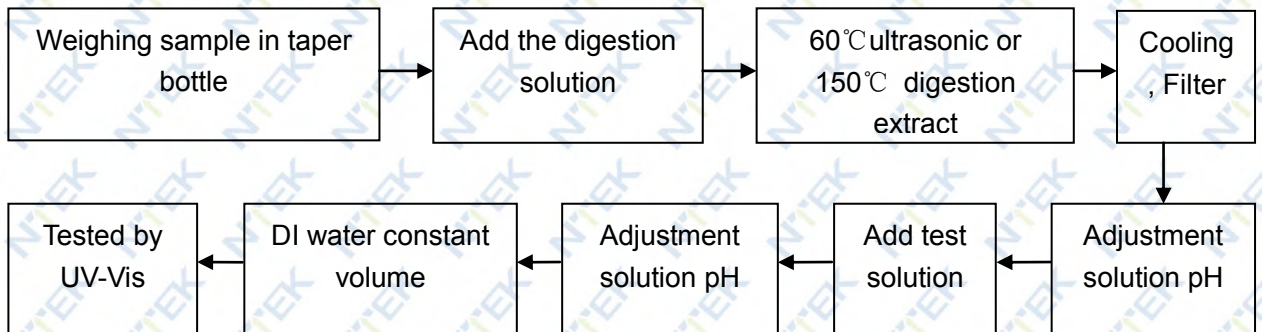 Weighing sample in taper
bottle
Add the digestion
solution
60℃ultrasonic or
150℃ digestion
extract
Cooling
, Filter
Adjustment
solution pH
Add test
solution
Adjustment
solution pH
DI water constant
volume
Tested by
UV-Vis
NTEK